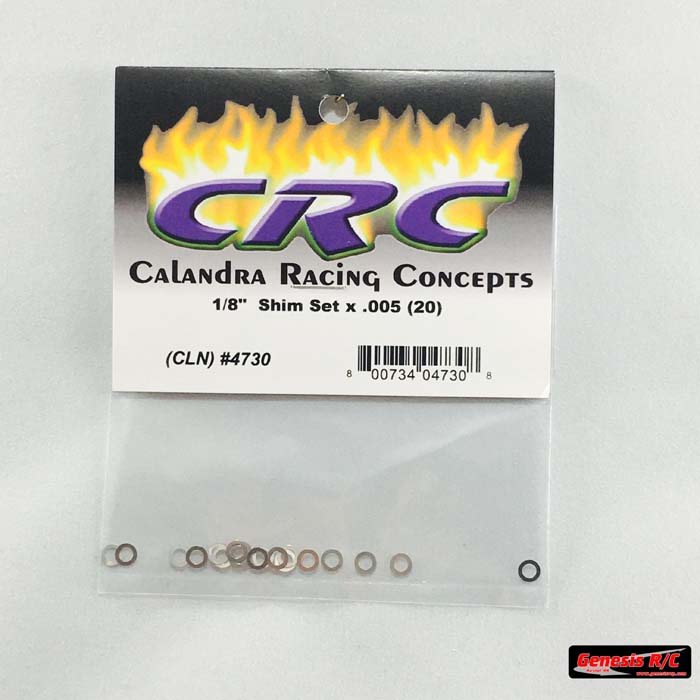 CRC
CALANDRA RACING CONCEPTS
1/8" Shim Set x .005 (20)
(CLN) #4730
8 00734 04730 8
Genesis R/C